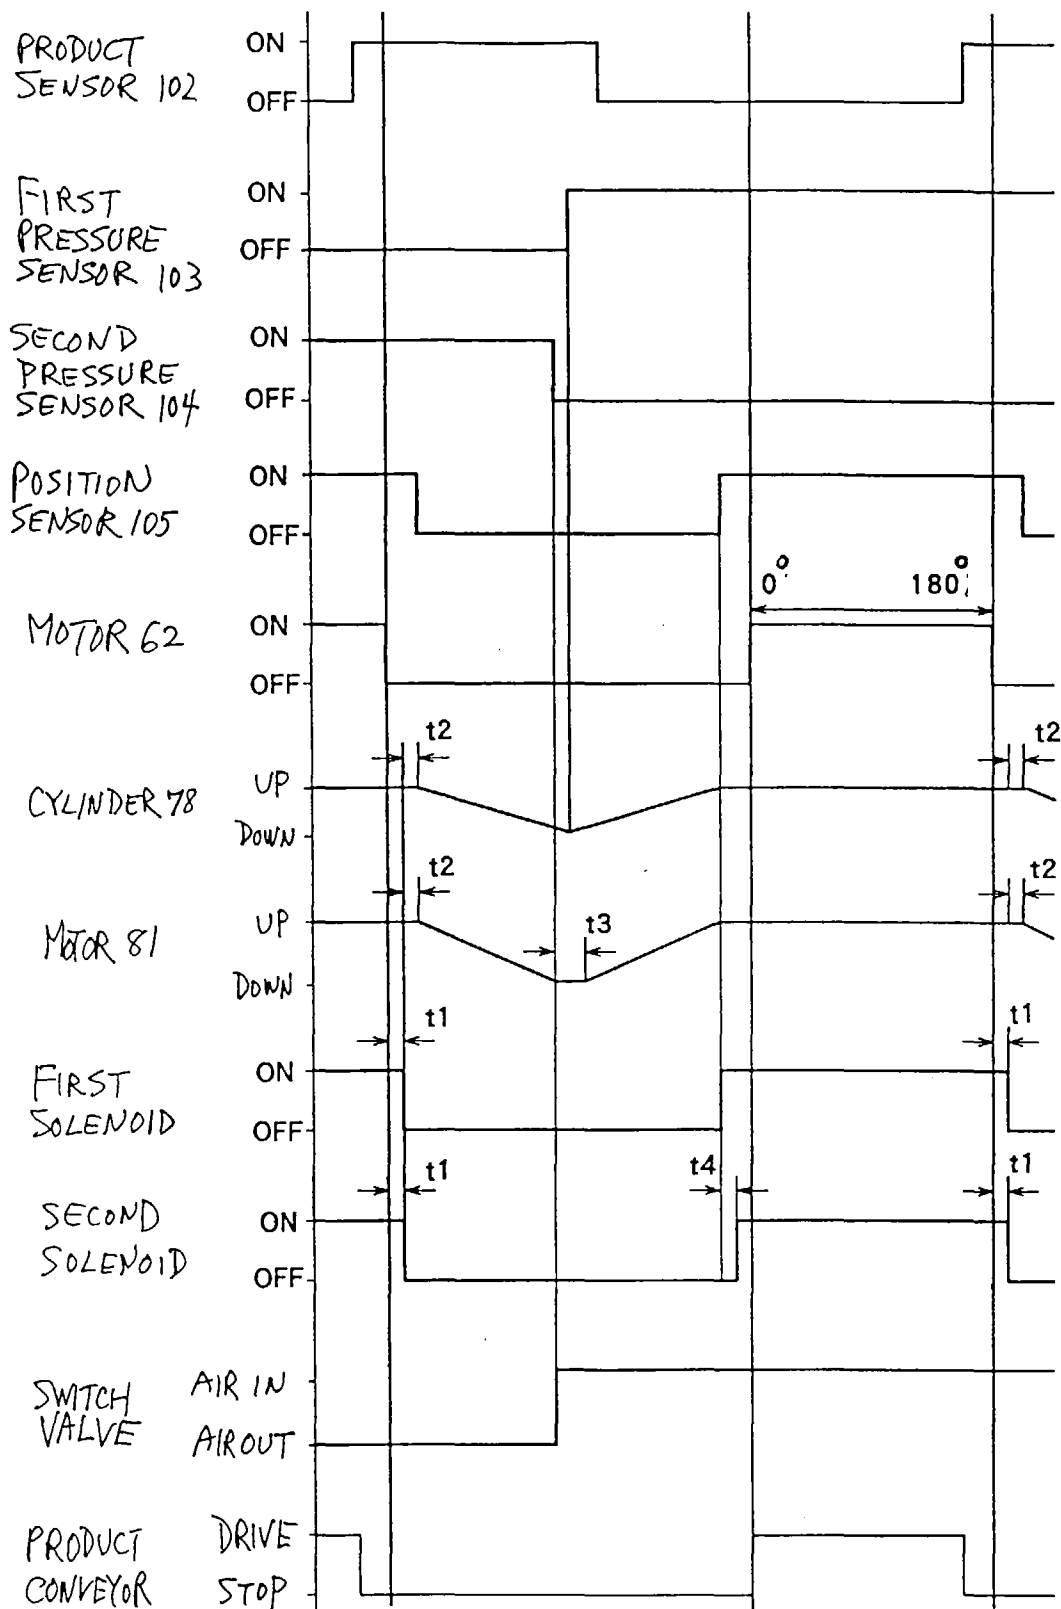 PRODUCT
SENSOR 102
ON
OFF
FIRST
PRESSURE
SENSOR 103
ON
OFF
SECOND
PRESSURE
SENSOR 104
ON
OFF
POSITION
SENSOR 105
ON
OFF
0°
180°
MOTOR 62
ON
OFF
t2
t2
CYLINDER 78
UP
DOWN
t2
t2
MOTOR 81
UP
t3
DOWN
t1
t1
FIRST
SOLENOID
ON
OFF
t1
t4
t1
SECOND
SOLENOID
ON
OFF
SWITCH
VALVE
AIR IN
AIR OUT
PRODUCT
CONVEYOR
DRIVE
STOP